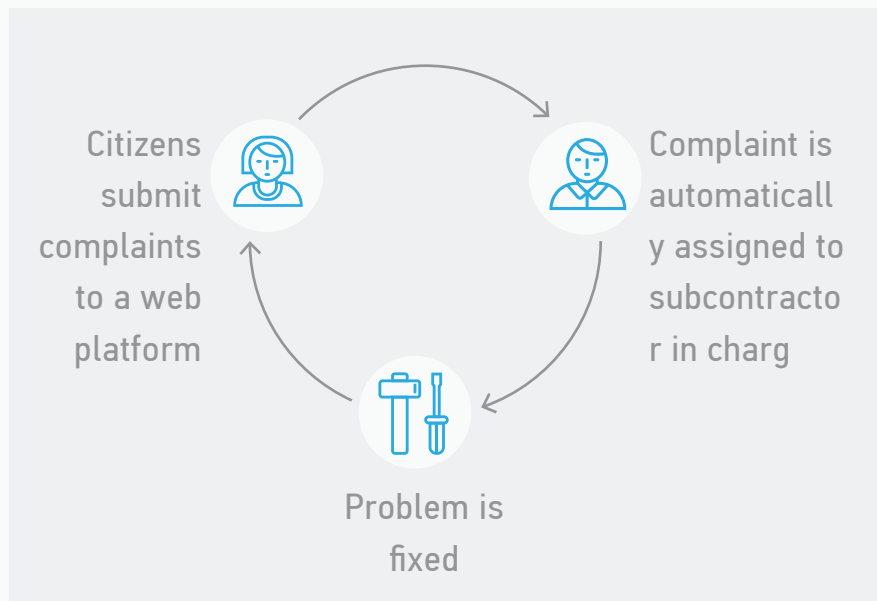 Citizens
submit
complaints
to a web
platform
Complaint is
automaticall
y assigned to
subcontracto
r in charg
Problem is
fixed